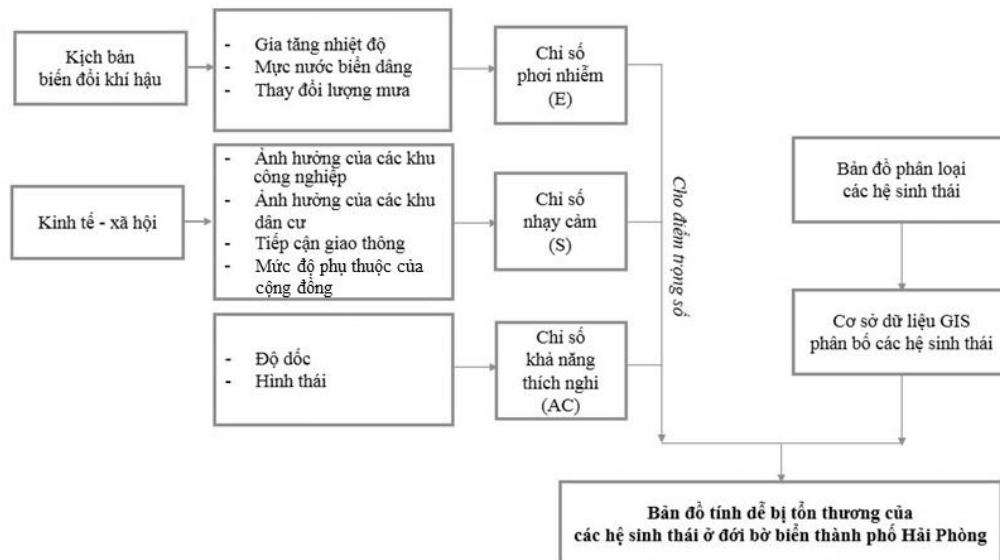 Kịch bản
biến đổi khí hậu
- Gia tăng nhiệt độ
- Mực nước biển dâng
- Thay đổi lượng mưa
Chỉ số
phơi nhiễm
(E)
Kinh tế - xã hội
- Ảnh hưởng của các khu
công nghiệp
- Ảnh hưởng của các khu
dân cư
- Tiếp cận giao thông
- Mức độ phụ thuộc của
cộng đồng
Chỉ số
nhạy cảm
(S)
- Độ dốc
- Hình thái
Chỉ số
khả năng
thích nghi
(AC)
Cho điểm trọng số
Bản đồ phân loại
các hệ sinh thái
Cơ sở dữ liệu GIS
phân bố các hệ sinh thái
Bản đồ tính dễ bị tổn thương của
các hệ sinh thái ở đới bờ biển thành phố Hải Phòng